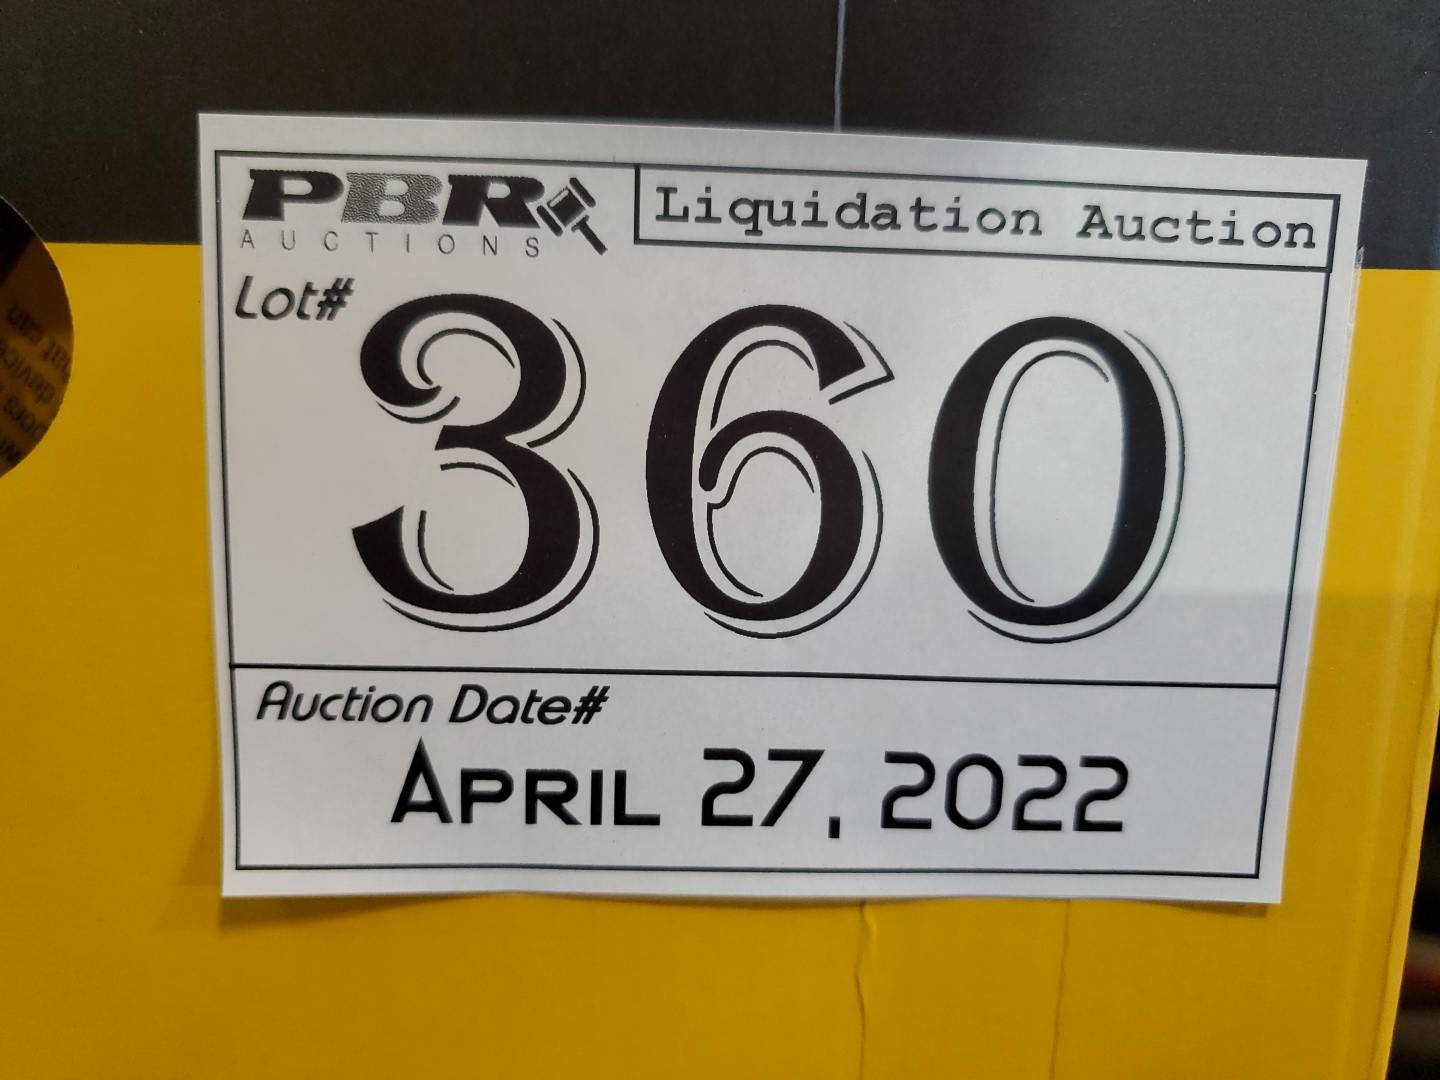 PBR
AUCTIONS
Liquidation Auction
Lot#
360
Auction Date#
April 27, 2022